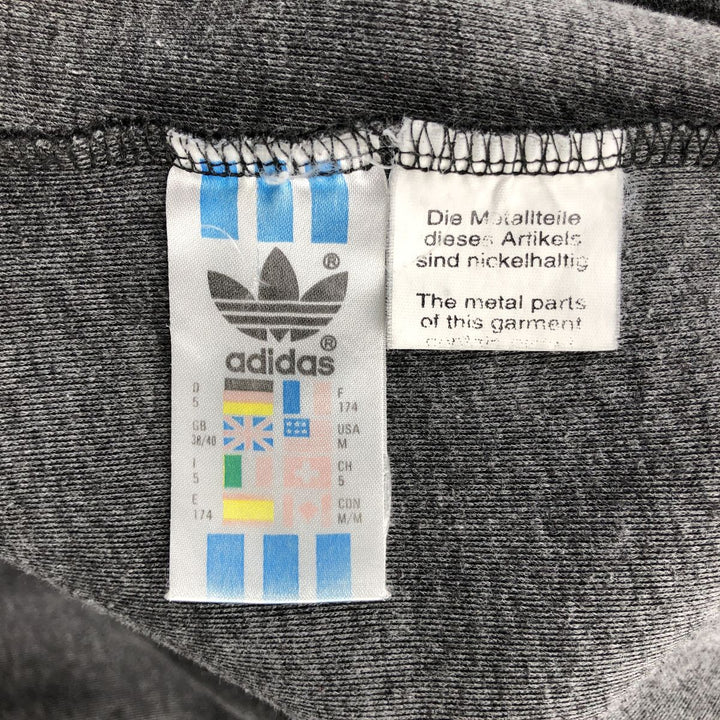 ®
®
adidas
D
5
F
174
GB
38/40
USA
M
I
5
CH
5
E
174
CDN
M/M
Die Metallteile
dieses Artikels
sind nickelhaltig
The metal parts
of this garment
contain